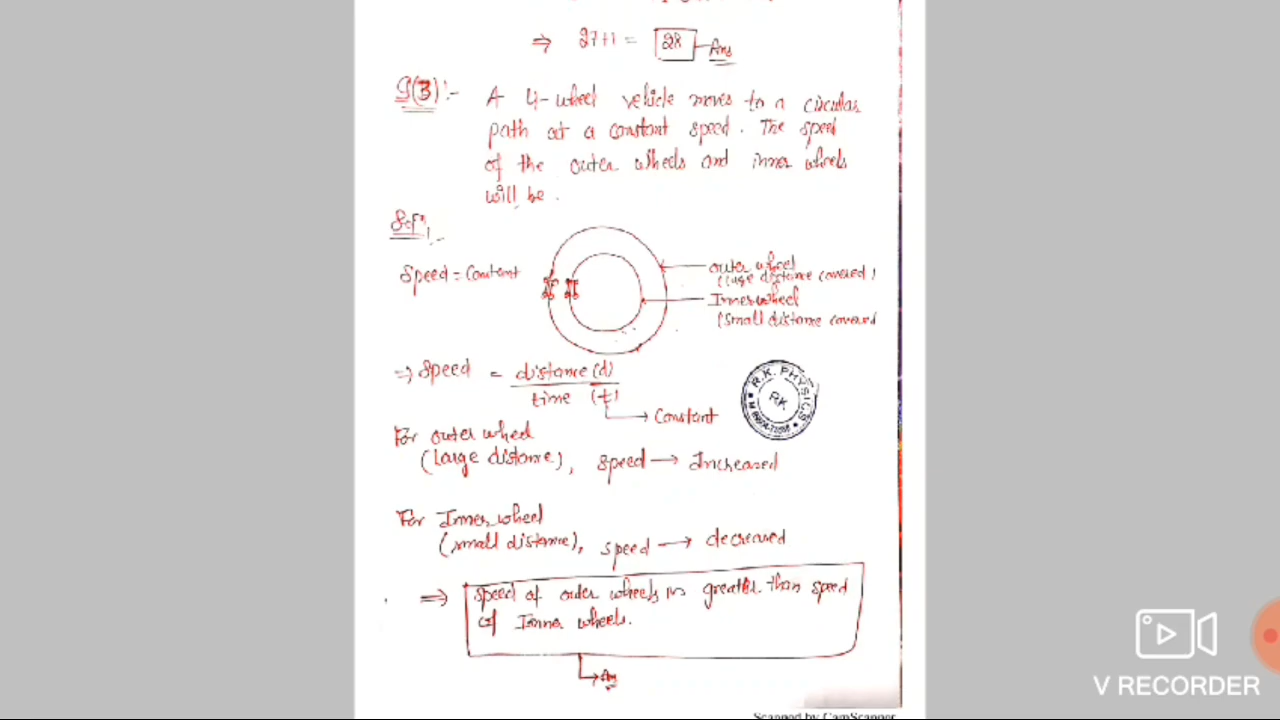 ⇒ 27+1 = 28 Ans
Q(3):- A 4-wheel vehicle moves to a circular
path at a constant speed. The speed
of the outer wheels and inner wheels
will be.
Sol.
Speed = Constant
outer wheel
(large distance covered)
Inner wheel
(Small distance covered
⇒ Speed = distance (d)
time (t)
Constant
For outer wheel
(large distance), speed → Increased
For Inner wheel
(small distance), speed → decreased
⇒ Speed of outer wheels is greater than speed
of Inner wheels.
Ans
R.K. PHYSICS
RK
Scanned by CamScanner
V RECORDER